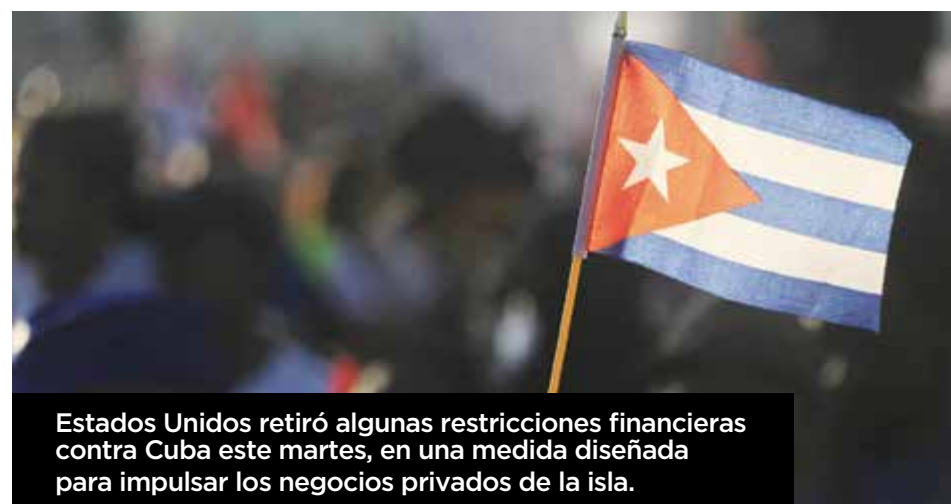 Estados Unidos retiró algunas restricciones financieras
contra Cuba este martes, en una medida diseñada
para impulsar los negocios privados de la isla.